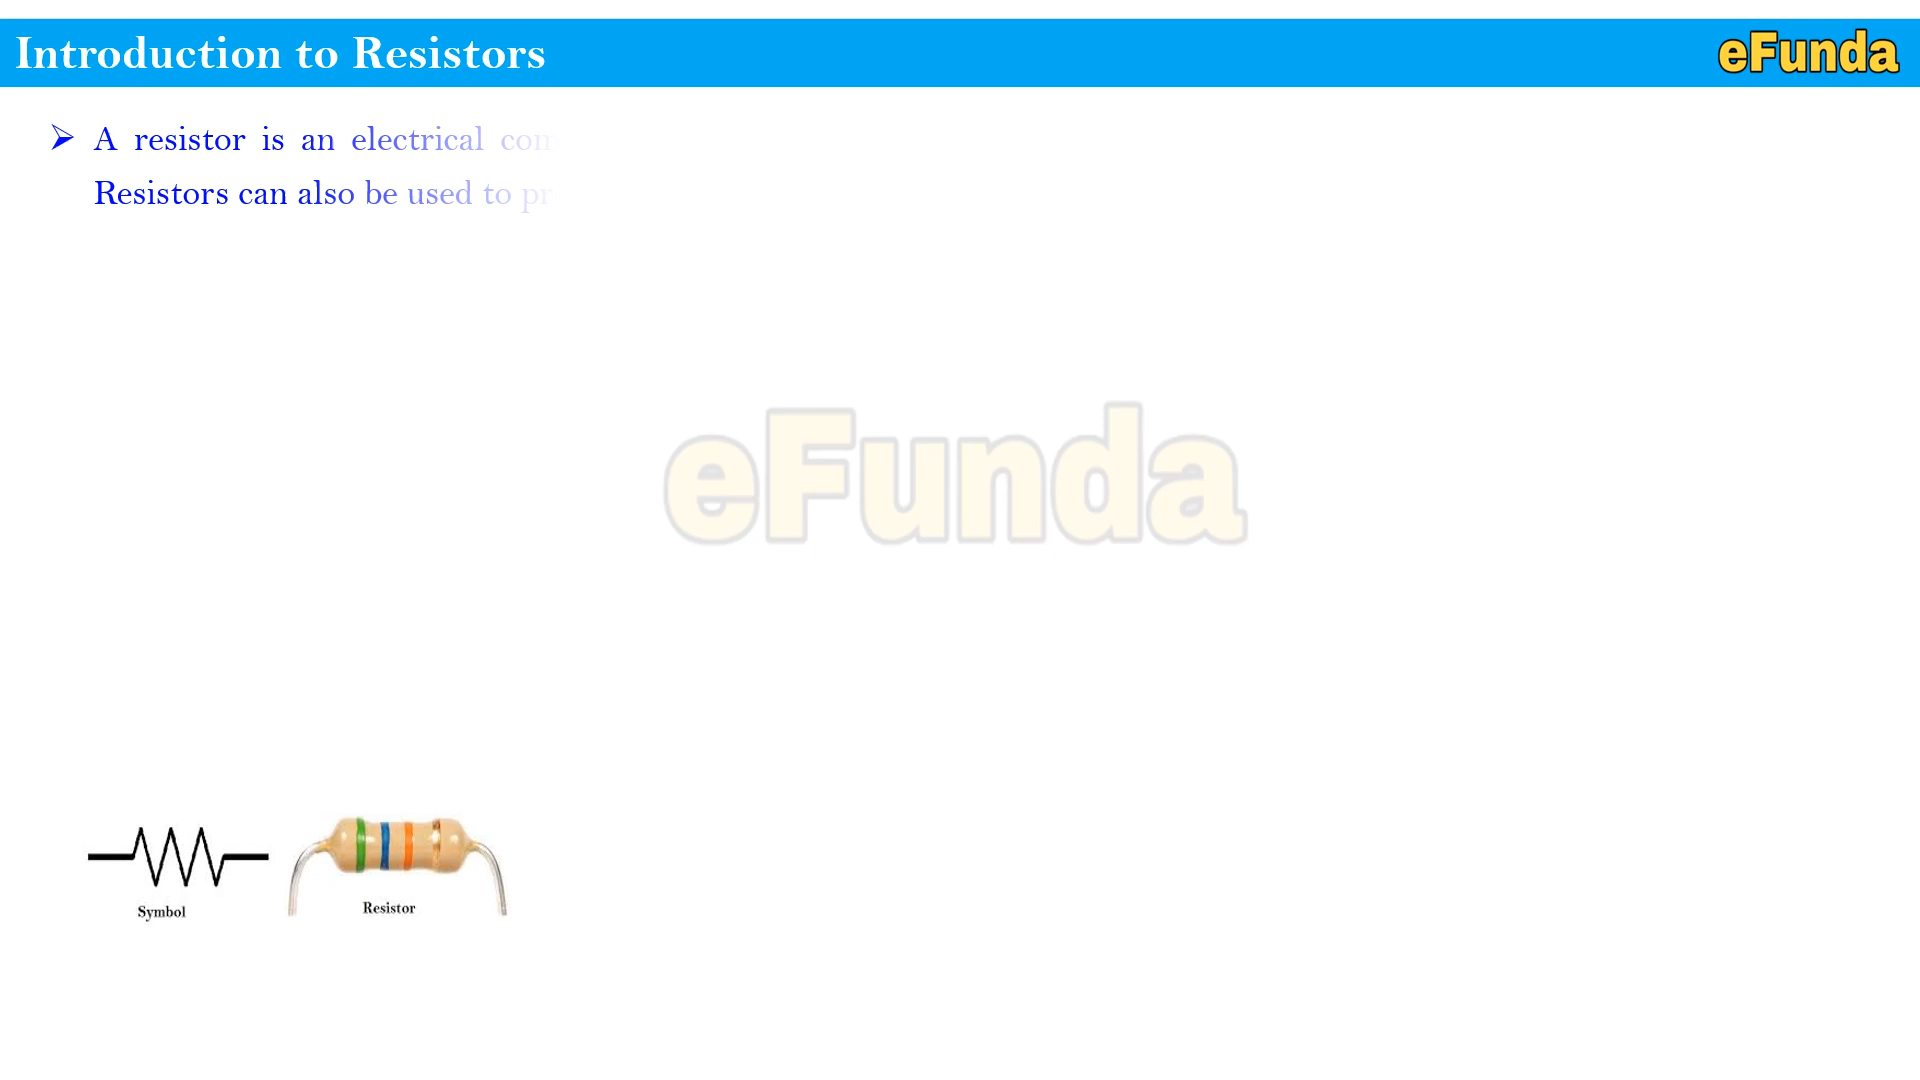 Introduction to Resistors
eFunda
A resistor is an electrical
Resistors can also be used to
eFunda
Symbol
Resistor